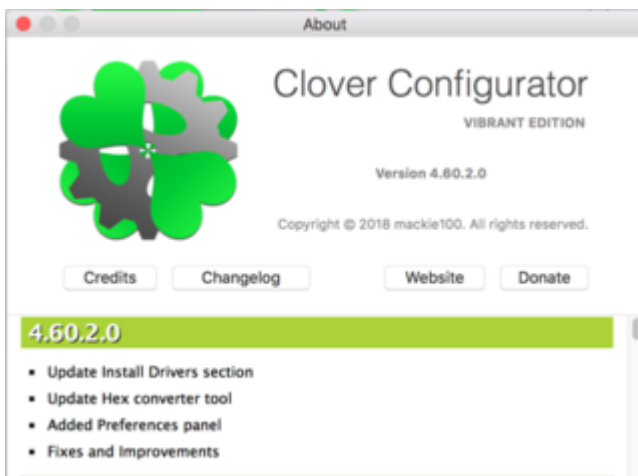 About
Clover Configurator
VIBRANT EDITION
Version 4.60.2.0
Copyright © 2018 mackie100. All rights reserved.
Credits Changelog Website Donate
4.60.2.0
▪ Update Install Drivers section
▪ Update Hex converter tool
▪ Added Preferences panel
▪ Fixes and Improvements